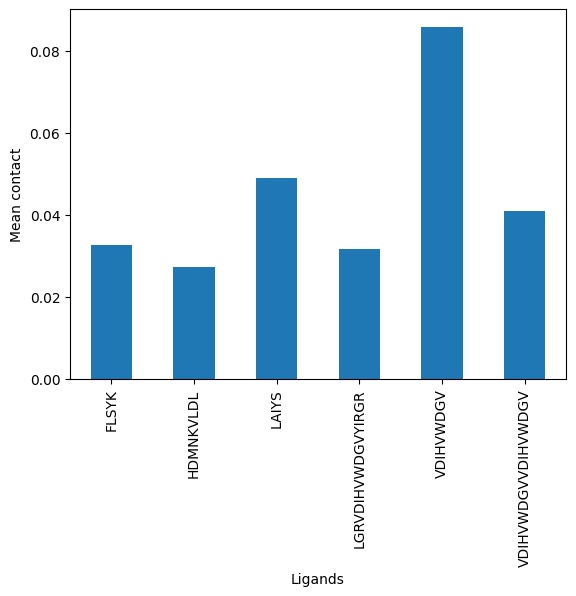 Mean contact
0.08
0.06
0.04
0.02
0.00
FLSYK
HDMNKVLDL
LAIYS
LGRVDIHVWDGVYIRGR
VDIHVWDGV
VDIHVWDGVVDIHVWDGV
Ligands